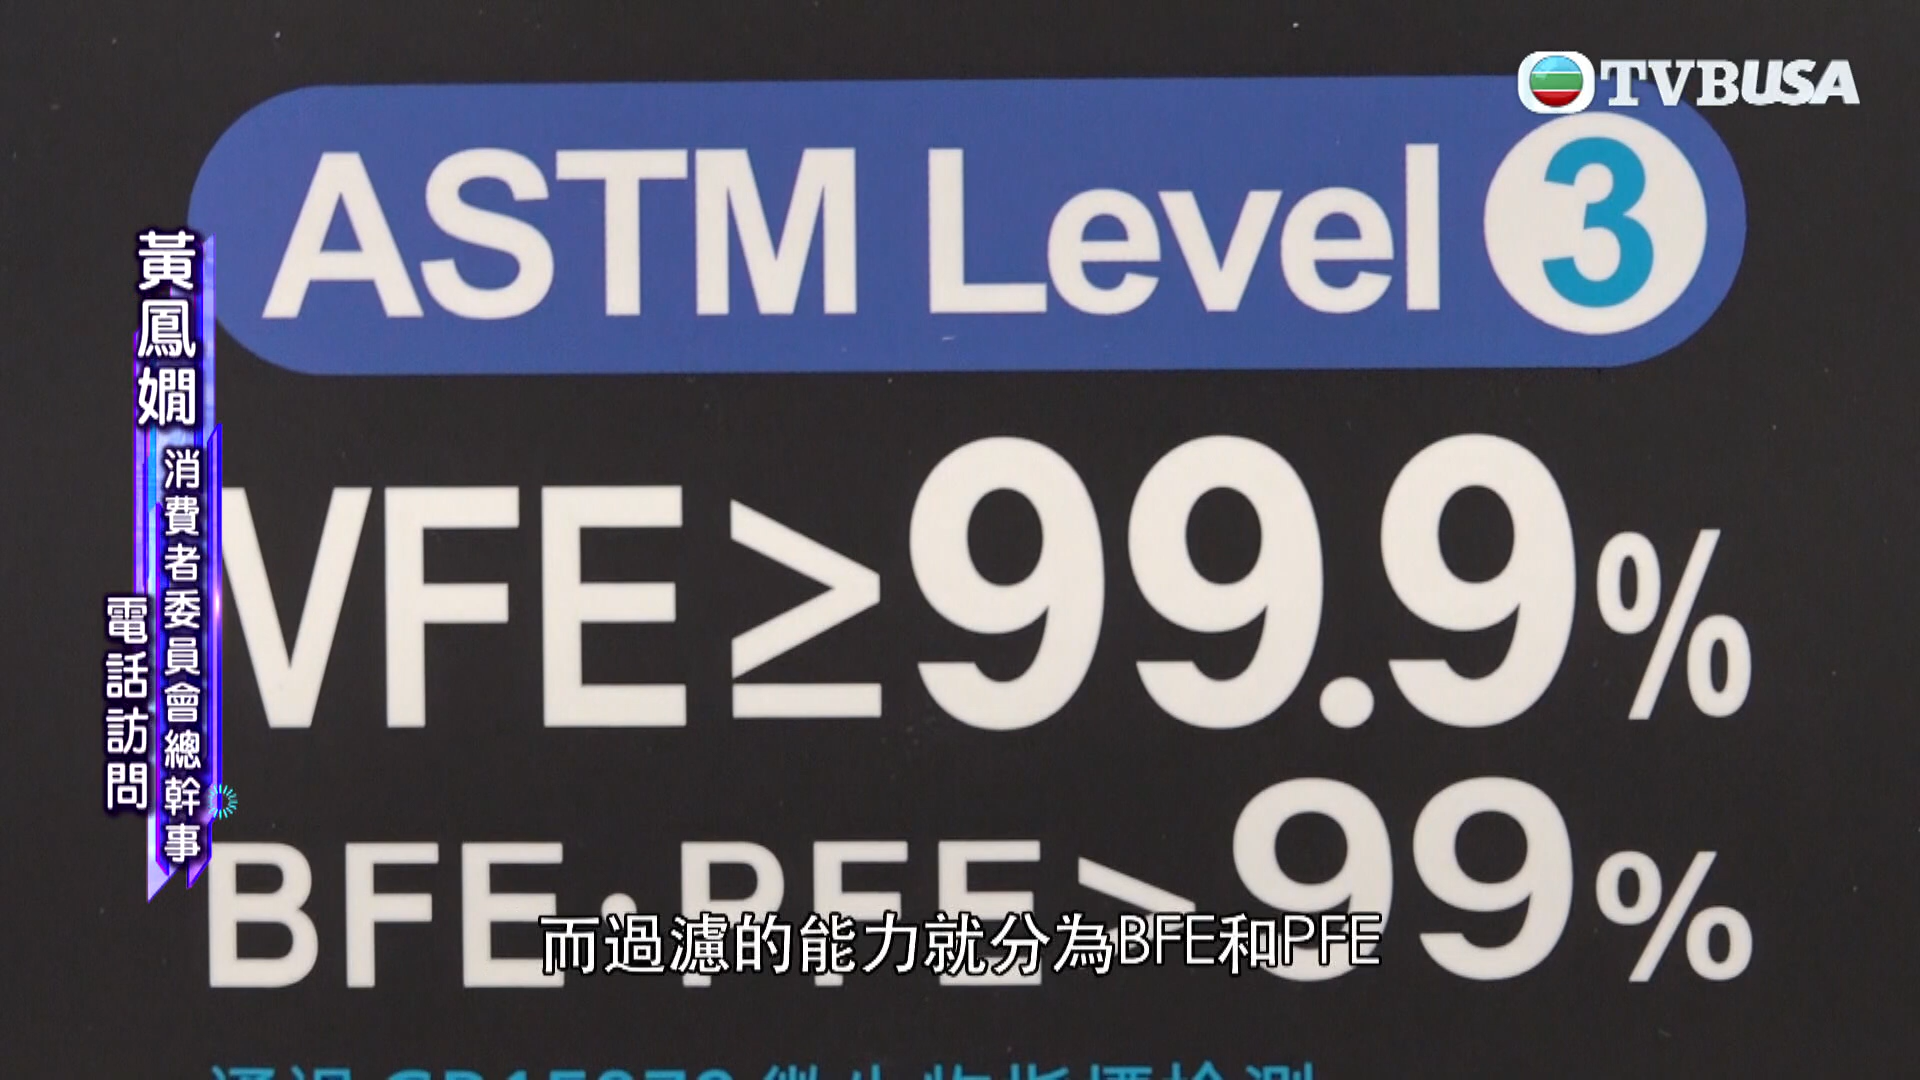 TVBUSA
ASTM Level 3
黃鳳嫺
消費者委員會總幹事
電話訪問
VFE≥99.9%
BFE·PFE≥99%
而過濾的能力就分為BFE和PFE